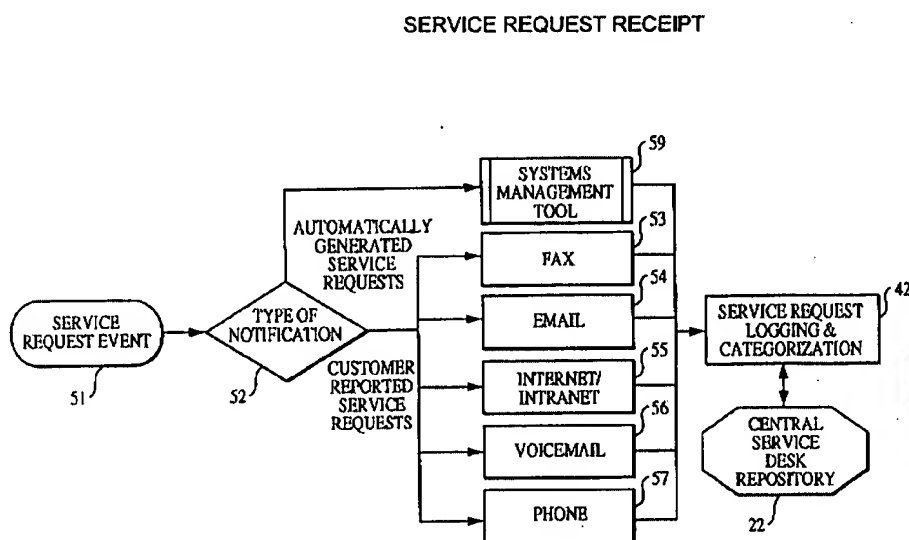 SERVICE REQUEST RECEIPT
59
SYSTEMS
MANAGEMENT
TOOL
AUTOMATICALLY
GENERATED
SERVICE
REQUESTS
53
FAX
54
EMAIL
42
SERVICE REQUEST
LOGGING &
CATEGORIZATION
SERVICE
REQUEST EVENT
51
TYPE OF
NOTIFICATION
52
CUSTOMER
REPORTED
SERVICE
REQUESTS
55
INTERNET/
INTRANET
56
VOICEMAIL
57
PHONE
CENTRAL
SERVICE
DESK
REPOSITORY
22